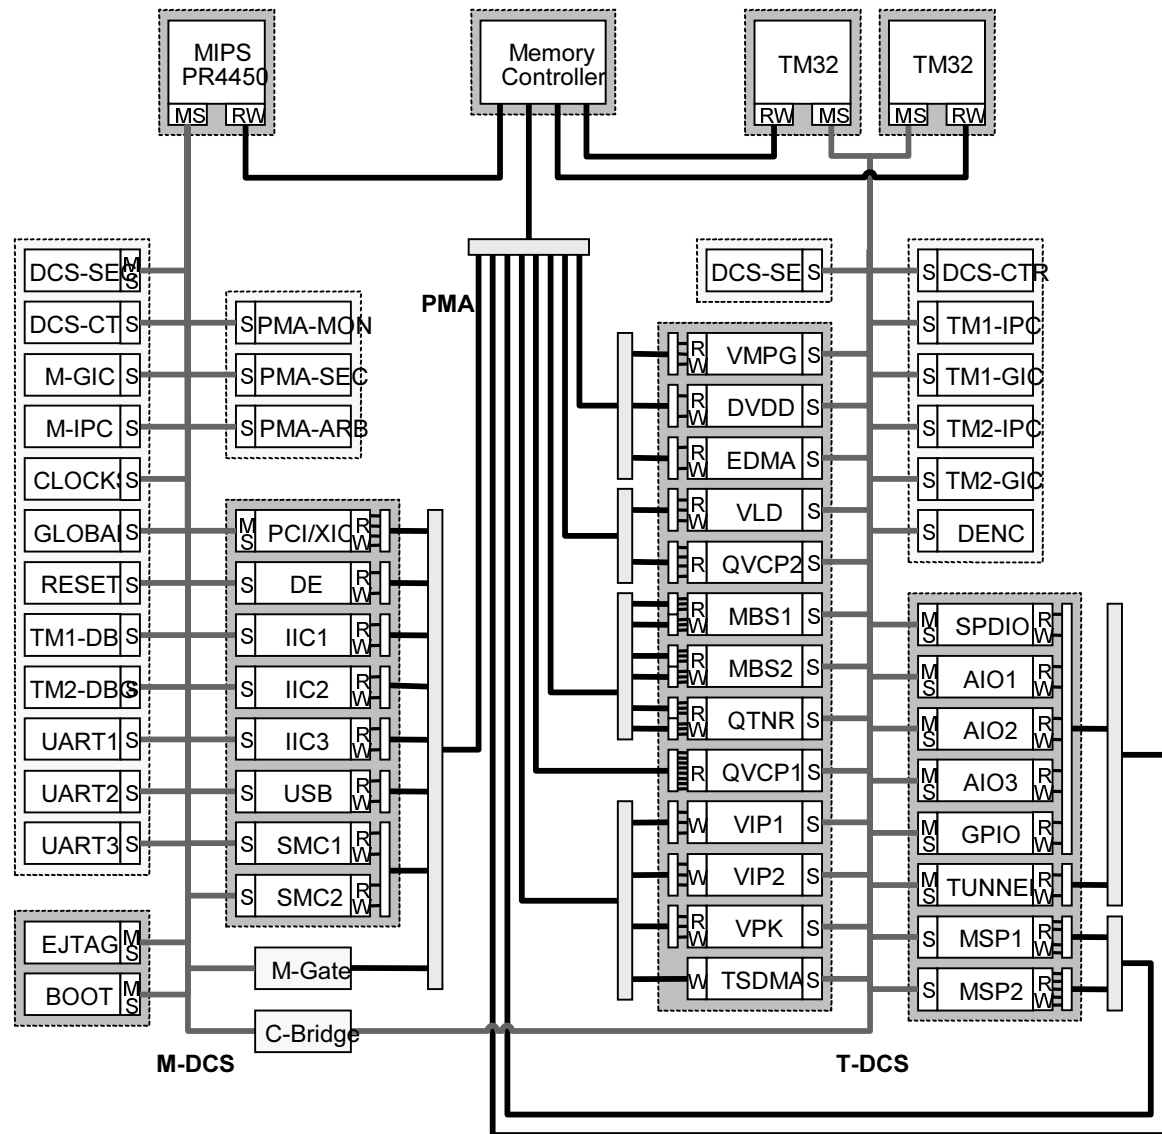 MIPS
PR4450
MS RW
Memory
Controller
TM32
RW MS
TM32
MS RW
DCS-SEC M S
DCS-CT S
M-GIC S
M-IPC S
CLOCKS S
GLOBAL S
RESET S
TM1-DB S
TM2-DBG S
UART1 S
UART2 S
UART3 S
EJTAG M S
BOOT M S
S PMA-MON
S PMA-SEC
S PMA-ARB
M S PCI/XIO R W
S DE R W
S IIC1 R W
S IIC2 R W
S IIC3 R W
S USB R W
S SMC1 R W
S SMC2 R W
M-Gate
C-Bridge
M-DCS
PMA
DCS-SE S
R W VMPG S
R W DVDD S
R W EDMA S
R W VLD S
R QVCP2 S
R W MBS1 S
R W MBS2 S
R W QTNR S
R QVCP1 S
W VIP1 S
W VIP2 S
R W VPK S
W TSDMA S
T-DCS
S DCS-CTR
S TM1-IPC
S TM1-GIC
S TM2-IPC
S TM2-GIC
S DENC
M S SPDIO R W
M S AIO1 R W
M S AIO2 R W
M S AIO3 R W
M S GPIO R W
M S TUNNEL R W
S MSP1 R W
S MSP2 R W